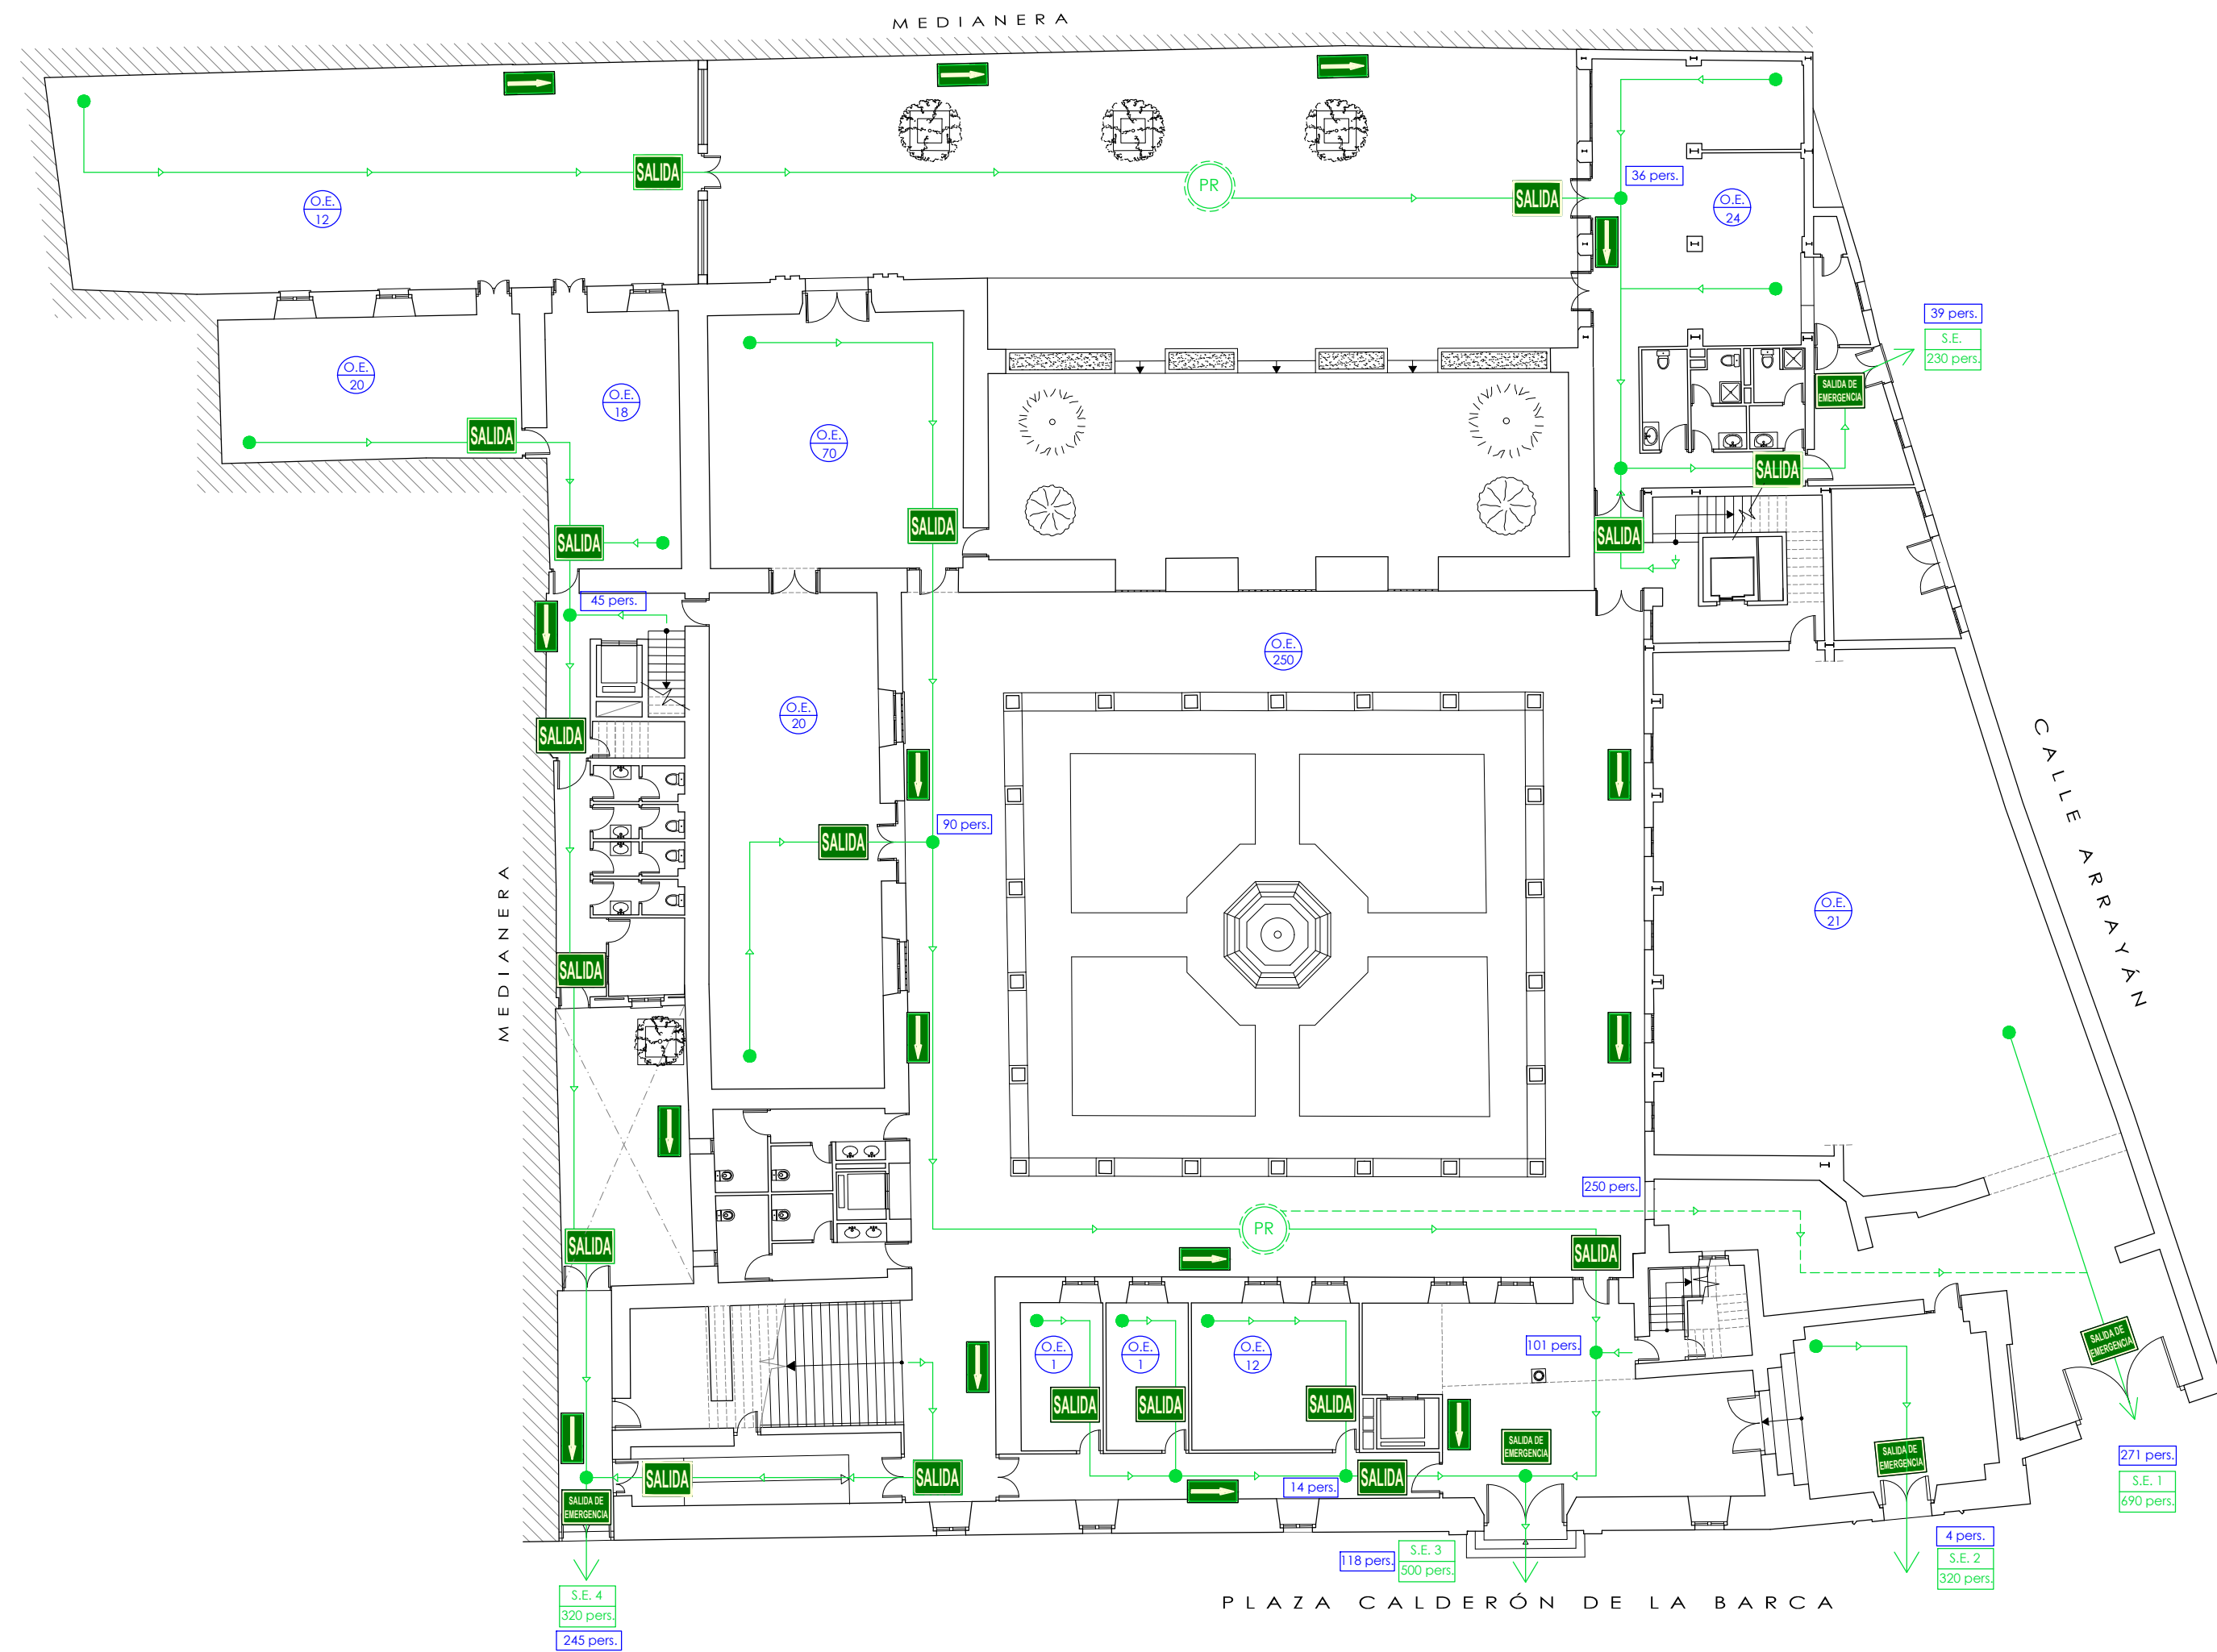 MEDIANERA
SALIDA
PR
SALIDA
36 pers.
O.E.
12
O.E.
24
39 pers.
S.E.
230 pers.
O.E.
20
O.E.
18
O.E.
70
SALIDA
SALIDA DE
EMERGENCIA
SALIDA
SALIDA
SALIDA
SALIDA
45 pers.
O.E.
250
SALIDA
O.E.
20
90 pers.
SALIDA
CALLE ARRAYÁN
MEDIANERA
O.E.
21
SALIDA
250 pers.
PR
SALIDA
SALIDA
O.E.
1
O.E.
1
O.E.
12
101 pers.
SALIDA DE
EMERGENCIA
SALIDA
SALIDA
SALIDA
SALIDA DE
EMERGENCIA
SALIDA DE
EMERGENCIA
SALIDA
SALIDA
14 pers.
SALIDA
271 pers.
S.E. 1
690 pers.
SALIDA DE
EMERGENCIA
118 pers.
S.E. 3
500 pers.
4 pers.
S.E. 2
320 pers.
S.E. 4
320 pers.
245 pers.
PLAZA CALDERÓN DE LA BARCA